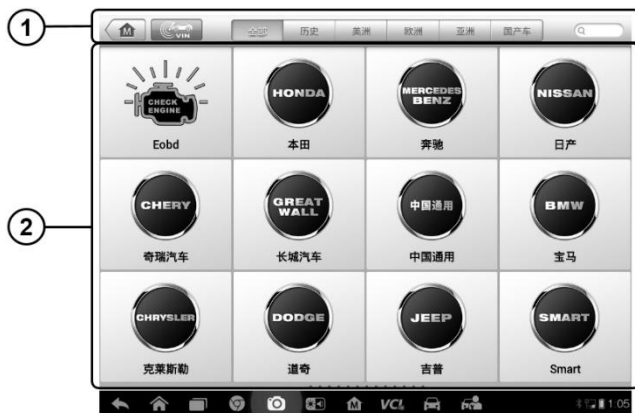 1
M VIN 全部 历史 美洲 欧洲 亚洲 国产车
CHECK ENGINE HONDA MERCEDES BENZ NISSAN
Eobd 本田 奔驰 日产
2
CHERY GREAT WALL 中国通用 BMW
奇瑞汽车 长城汽车 中国通用 宝马
CHRYSLER DODGE JEEP SMART
克莱斯勒 道奇 吉普 Smart
M VCI 1:05